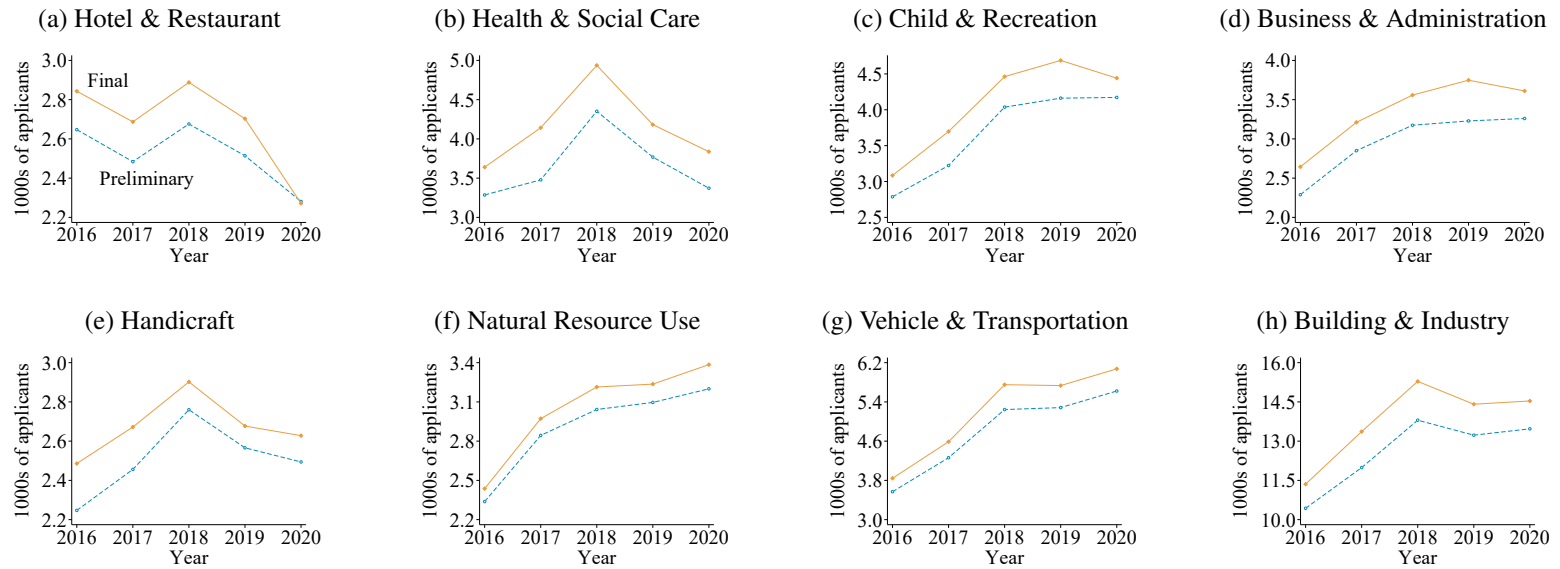 (a) Hotel & Restaurant
1000s of applicants
3.0
2.8
2.6
2.4
2.2
Final
Preliminary
2016 2017 2018 2019 2020
Year
(b) Health & Social Care
1000s of applicants
5.0
4.5
4.0
3.5
3.0
2016 2017 2018 2019 2020
Year
(c) Child & Recreation
1000s of applicants
4.5
4.0
3.5
3.0
2.5
2016 2017 2018 2019 2020
Year
(d) Business & Administration
1000s of applicants
4.0
3.5
3.0
2.5
2.0
2016 2017 2018 2019 2020
Year
(e) Handicraft
1000s of applicants
3.0
2.8
2.6
2.4
2.2
2016 2017 2018 2019 2020
Year
(f) Natural Resource Use
1000s of applicants
3.4
3.1
2.8
2.5
2.2
2016 2017 2018 2019 2020
Year
(g) Vehicle & Transportation
1000s of applicants
6.2
5.4
4.6
3.8
3.0
2016 2017 2018 2019 2020
Year
(h) Building & Industry
1000s of applicants
16.0
14.5
13.0
11.5
10.0
2016 2017 2018 2019 2020
Year